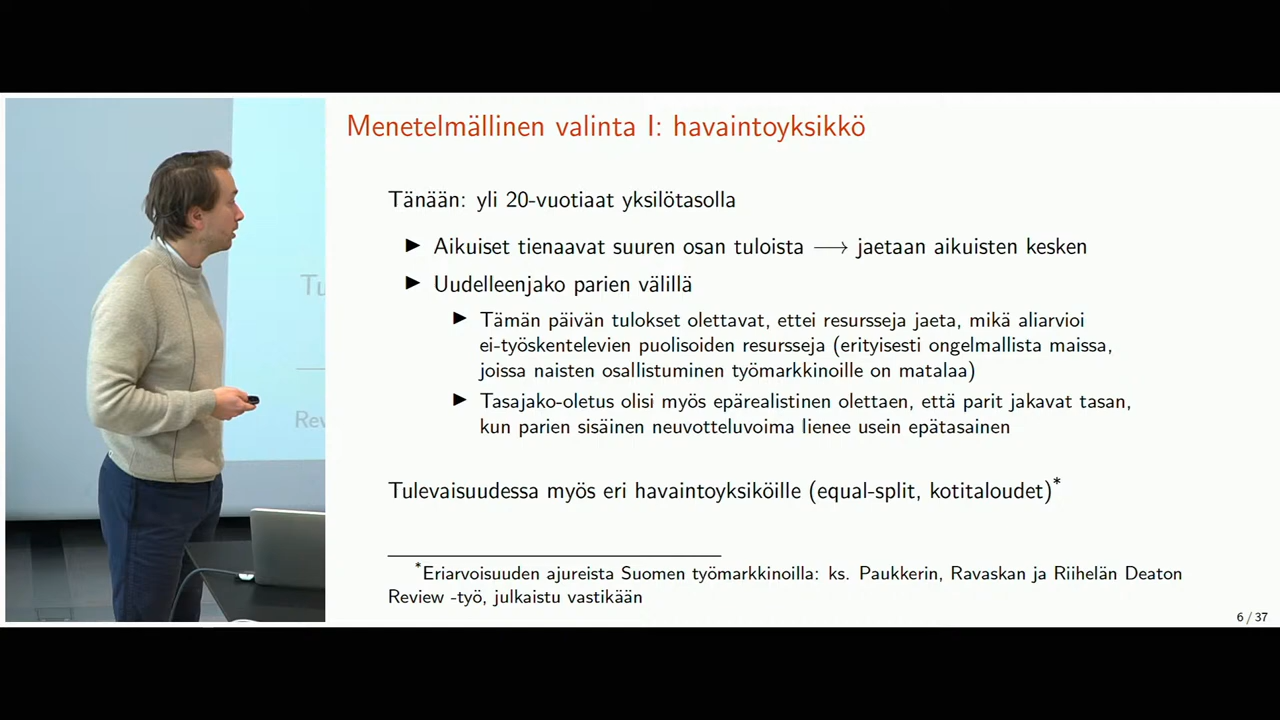 Menetelmällinen valinta I: havaintoyksikkö
Tänään: yli 20-vuotiaat yksilötasolla
▶ Aikuiset tienaavat suuren osan tuloista ⟶ jaetaan aikuisten kesken
▶ Uudelleenjako parien välillä
▶ Tämän päivän tulokset olettavat, ettei resursseja jaeta, mikä aliarvioi
ei-työskentelevien puolisoiden resursseja (erityisesti ongelmallista maissa,
joissa naisten osallistuminen työmarkkinoille on matalaa)
▶ Tasajako-oletus olisi myös epärealistinen olettaen, että parit jakavat tasan,
kun parien sisäinen neuvotteluvoima lienee usein epätasainen
Tulevaisuudessa myös eri havaintoyksiköille (equal-split, kotitaloudet)*
*Eriarvoisuuden ajureista Suomen työmarkkinoilla: ks. Paukkerin, Ravaskan ja Riihelän Deaton
Review -työ, julkaistu vastikään
6 / 37